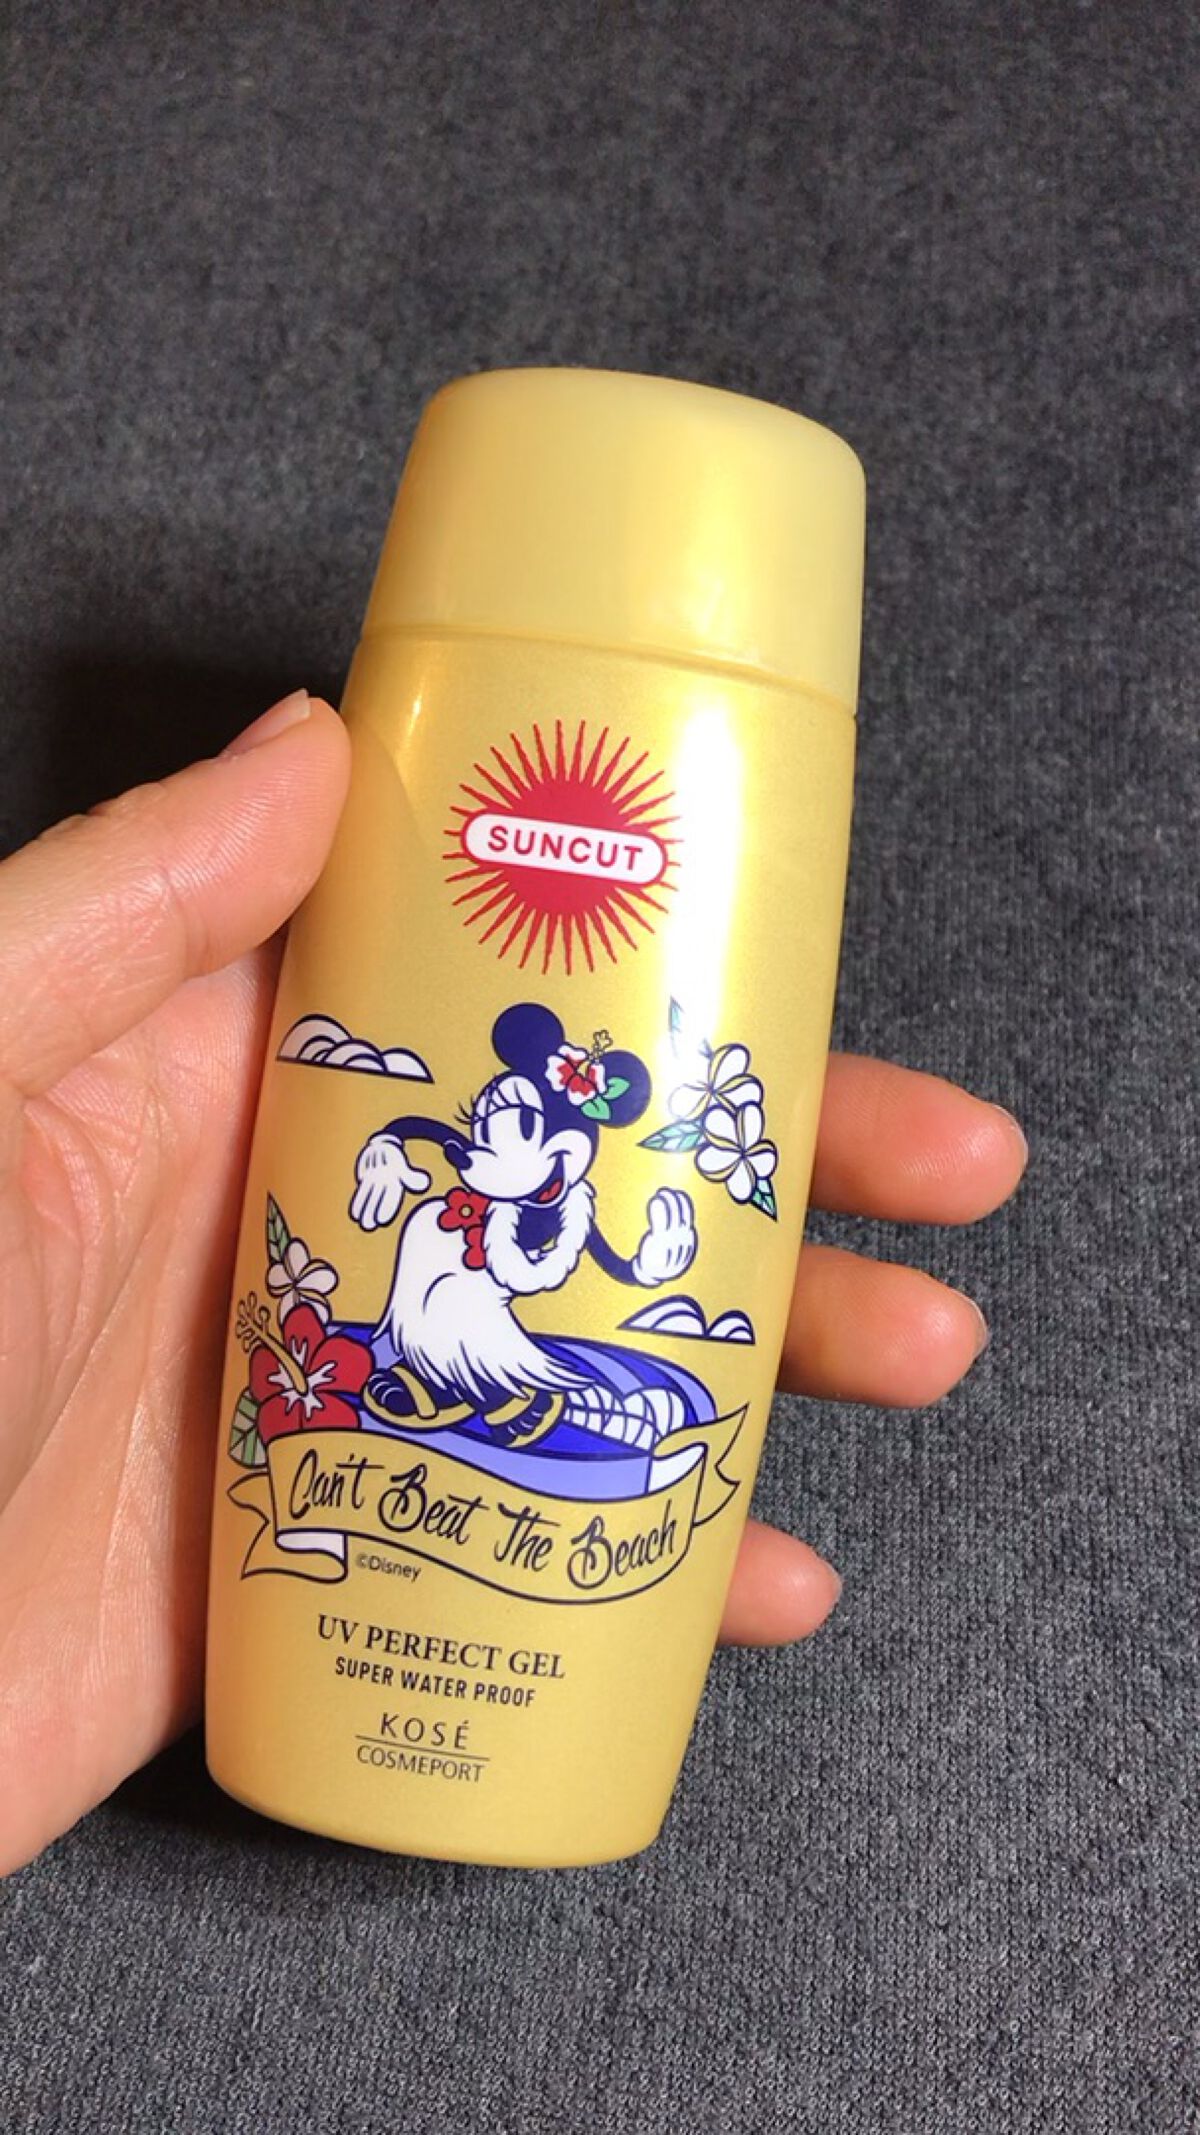 SUNCUT
Can't Beat The Beach
©Disney
UV PERFECT GEL
SUPER WATER PROOF
KOSÉ
COSMEPORT